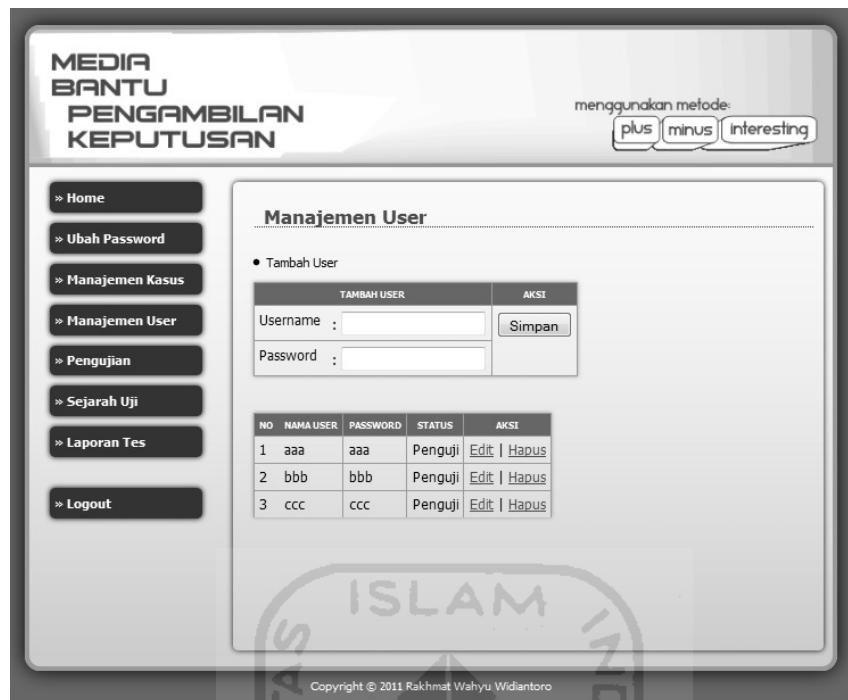 MEDIA
BANTU
PENGAMBILAN
KEPUTUSAN
menggunakan metode:
plus minus interesting
» Home
» Ubah Password
» Manajemen Kasus
» Manajemen User
» Pengujian
» Sejarah Uji
» Laporan Tes
» Logout
Manajemen User
• Tambah User
TAMBAH USER AKSI
Username : Simpan
Password :
NO NAMA USER PASSWORD STATUS AKSI
1 aaa aaa Penguji Edit | Hapus
2 bbb bbb Penguji Edit | Hapus
3 ccc ccc Penguji Edit | Hapus
ISLAM
Copyright © 2011 Rakhmat Wahyu Widiantoro